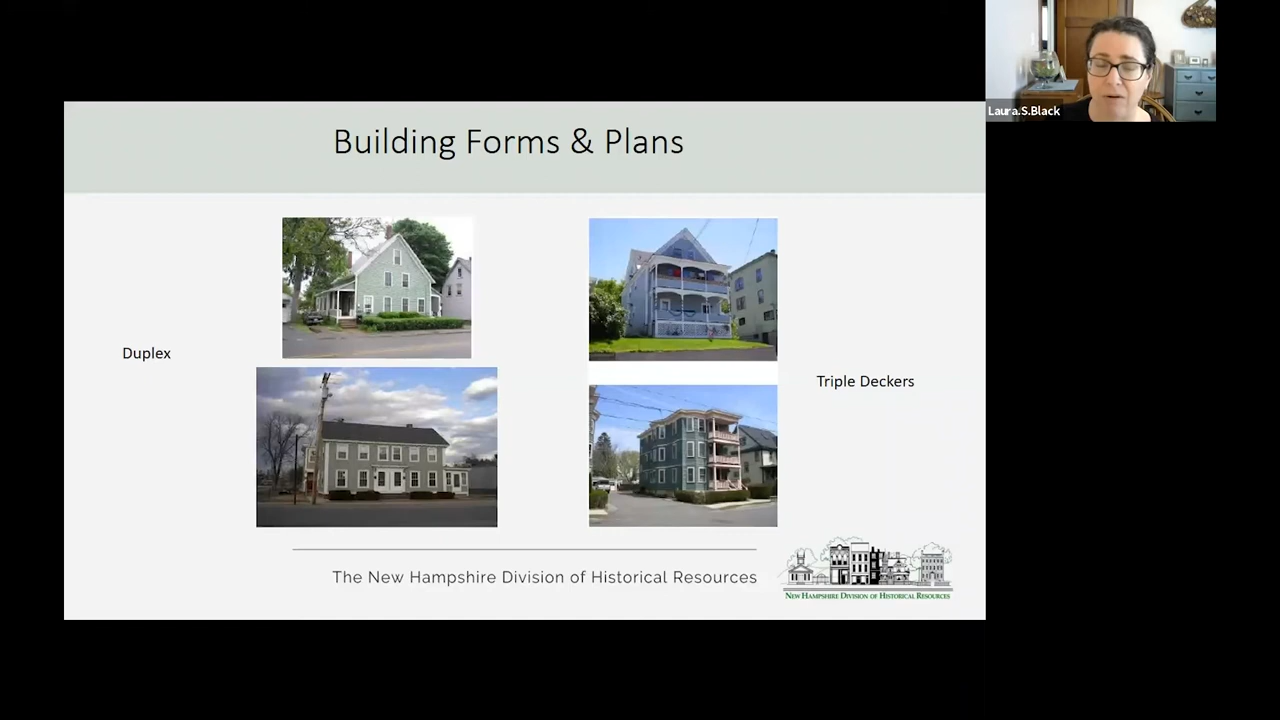 Laura.S.Black
Building Forms & Plans
Duplex
Triple Deckers
The New Hampshire Division of Historical Resources
New Hampshire Division of Historical Resources